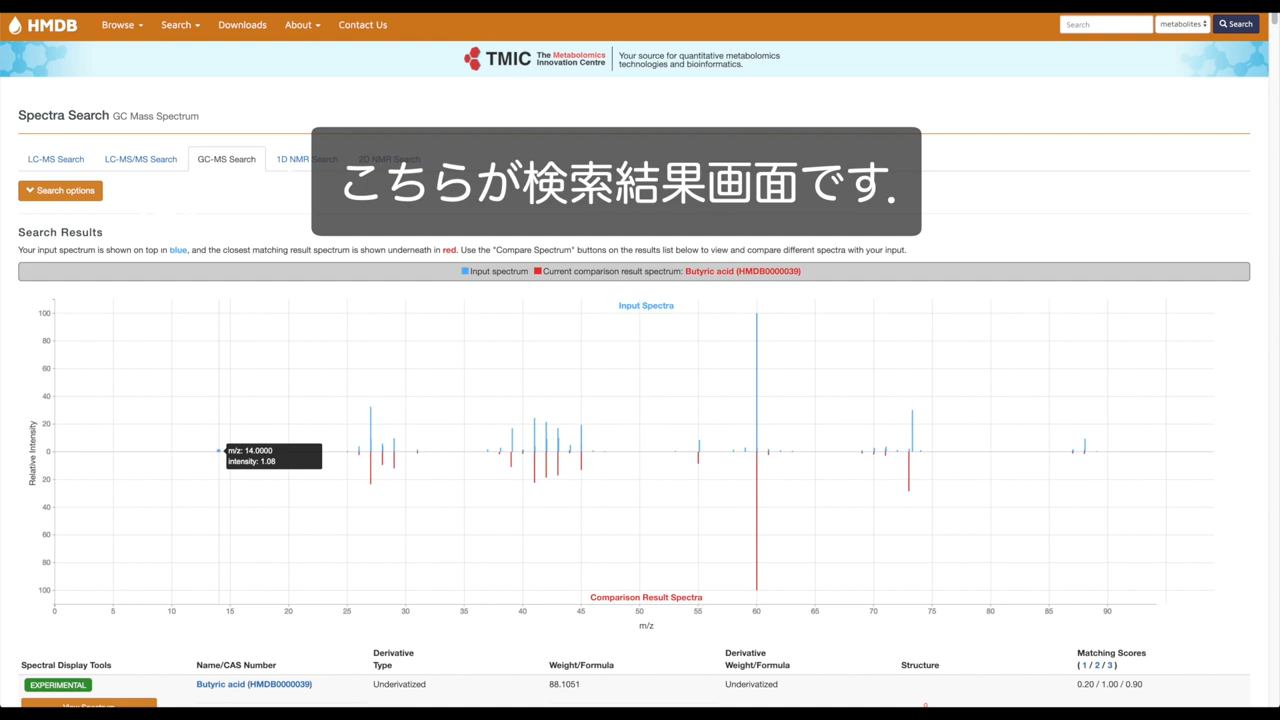 HMDB Browse Search Downloads About Contact Us Search metabolites Search
TMIC The Metabolomics Innovation Centre Your source for quantitative metabolomics technologies and bioinformatics.
Spectra Search GC Mass Spectrum
LC-MS Search LC-MS/MS Search GC-MS Search 1D NMR Search 2D NMR Search
こちらが検索結果画面です.
Search options
Search Results
Your input spectrum is shown on top in blue, and the closest matching result spectrum is shown underneath in red. Use the "Compare Spectrum" buttons on the results list below to view and compare different spectra with your input.
Input spectrum Current comparison result spectrum: Butyric acid (HMDB0000039)
Input Spectra
100
80
60
40
20
0
20
40
60
80
100
Relative Intensity
m/z: 14.0000
intensity: 1.08
Comparison Result Spectra
0 5 10 15 20 25 30 35 40 45 50 55 60 65 70 75 80 85 90
m/z
Spectral Display Tools Name/CAS Number Derivative Type Weight/Formula Derivative Weight/Formula Structure Matching Scores ( 1 / 2 / 3 )
EXPERIMENTAL Butyric acid (HMDB0000039) Underivatized 88.1051 Underivatized 0.20 / 1.00 / 0.90